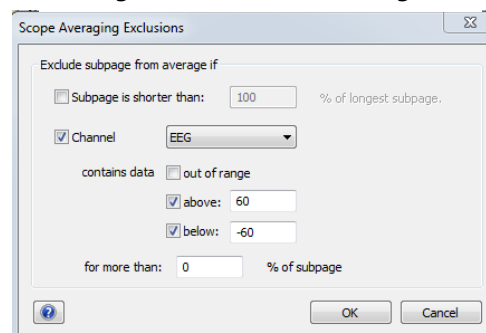 Scope Averaging Exclusions
Exclude subpage from average if
Subpage is shorter than: 100 % of longest subpage.
Channel EEG
contains data out of range
above: 60
below: -60
for more than: 0 % of subpage
? OK Cancel